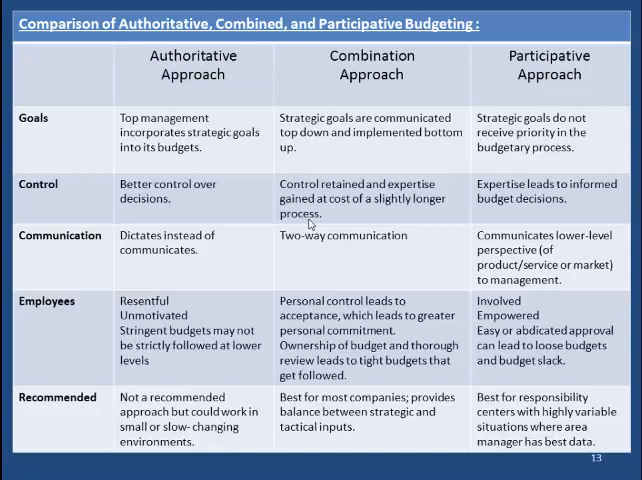 Comparison of Authoritative, Combined, and Participative Budgeting :
Authoritative
Approach
Combination
Approach
Participative
Approach
Goals
Top management
incorporates strategic goals
into its budgets.
Strategic goals are communicated
top down and implemented bottom
up.
Strategic goals do not
receive priority in the
budgetary process.
Control
Better control over
decisions.
Control retained and expertise
gained at cost of a slightly longer
process.
Expertise leads to informed
budget decisions.
Communication
Dictates instead of
communicates.
Two-way communication
Communicates lower-level
perspective (of
product/service or market)
to management.
Employees
Resentful
Unmotivated
Stringent budgets may not
be strictly followed at lower
levels
Personal control leads to
acceptance, which leads to greater
personal commitment.
Ownership of budget and thorough
review leads to tight budgets that
get followed.
Involved
Empowered
Easy or abdicated approval
can lead to loose budgets
and budget slack.
Recommended
Not a recommended
approach but could work in
small or slow- changing
environments.
Best for most companies; provides
balance between strategic and
tactical inputs.
Best for responsibility
centers with highly variable
situations where area
manager has best data.
13